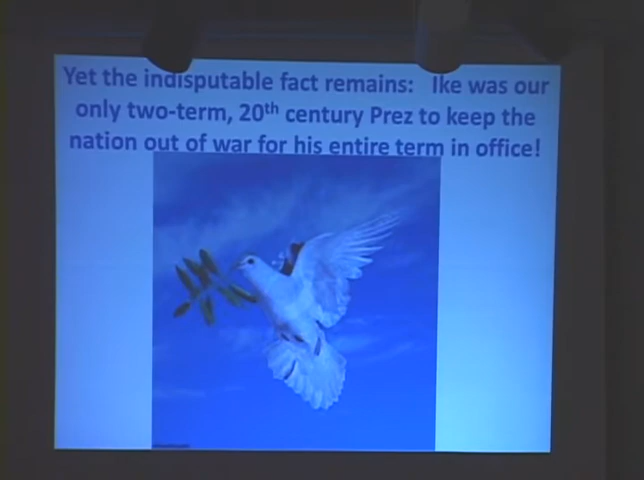 Yet the indisputable fact remains: Ike was our
only two-term, 20th century Prez to keep the
nation out of war for his entire term in office!